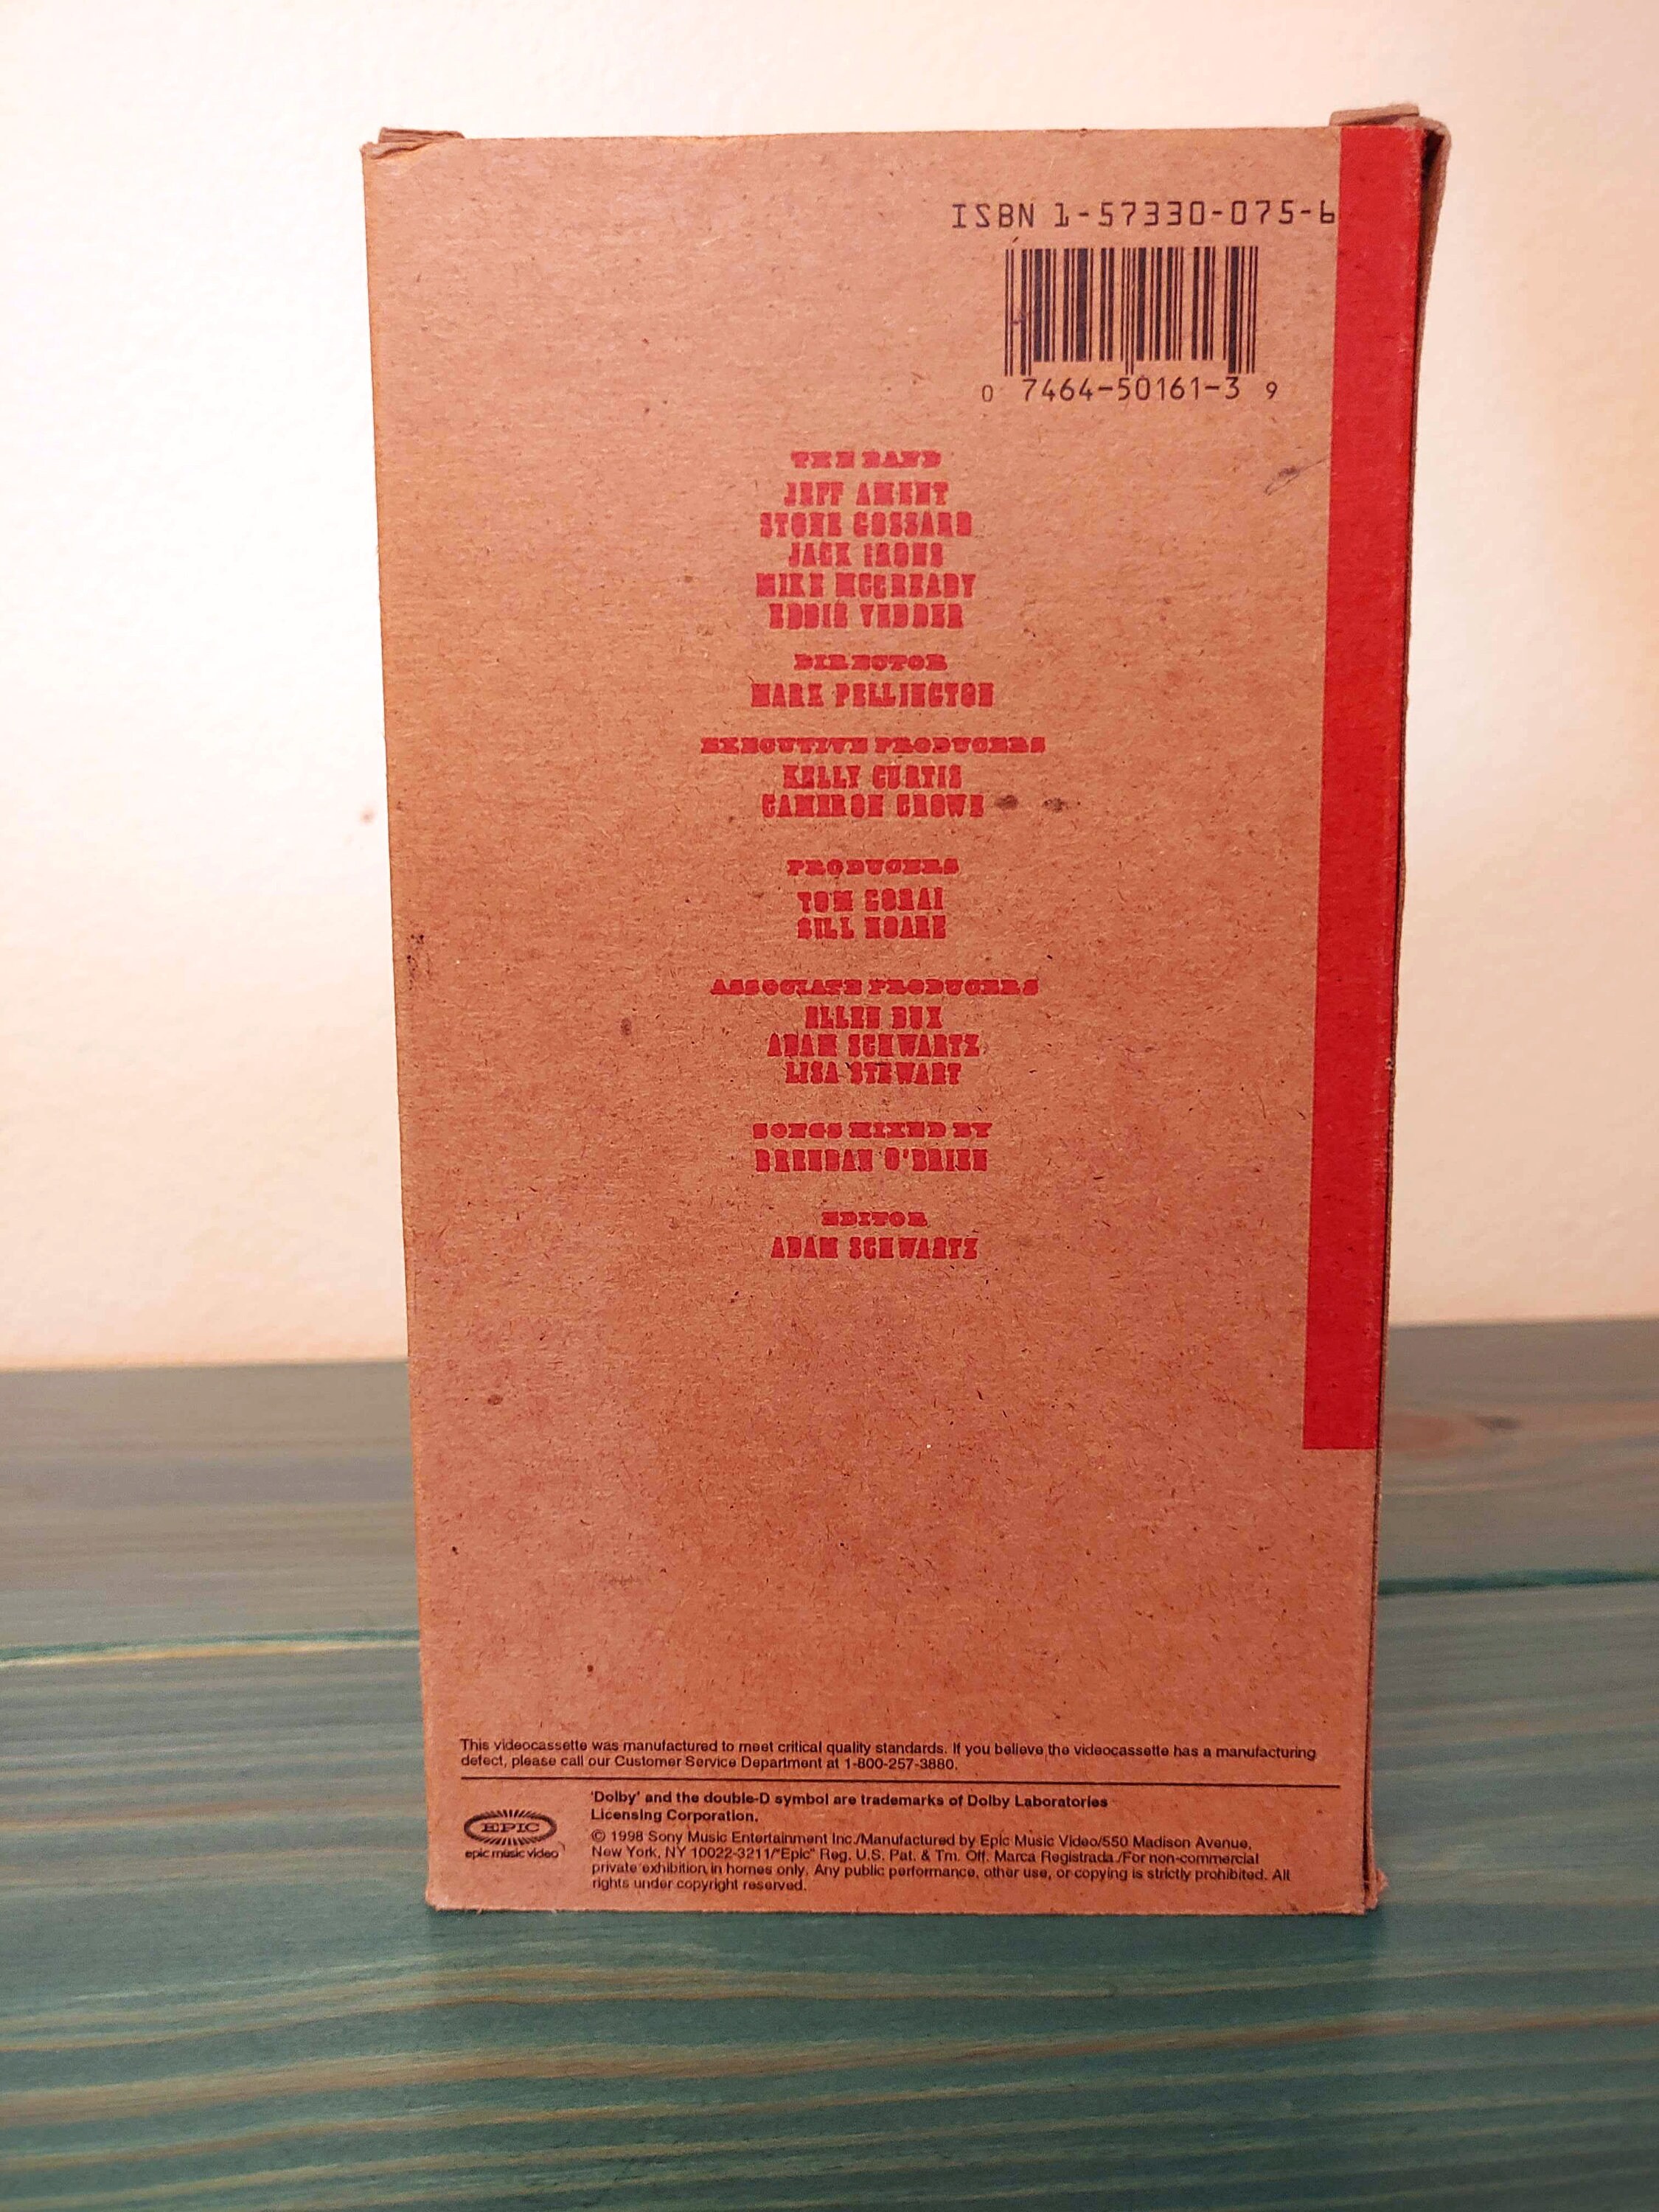 ISBN 1-57330-075-6
0 7464-50161-3 9
THE BAND
JEFF AMENT
STONE GOSSARD
JACK IRONS
MIKE MCCREADY
EDDIE VEDDER
DIRECTOR
MARK PELLINGTON
EXECUTIVE PRODUCERS
KELLY CURTIS
CAMERON CROWE
PRODUCERS
TOM GORAI
GILL HOARE
ASSOCIATE PRODUCERS
ELLEN DUX
ADAM SCHWARTZ
LISA STEWART
SONGS MIXED BY
BRENDAN O'BRIEN
EDITOR
ADAM SCHWARTZ
This videocassette was manufactured to meet critical quality standards. If you believe the videocassette has a manufacturing
defect, please call our Customer Service Department at 1-800-257-3880.
'Dolby' and the double-D symbol are trademarks of Dolby Laboratories
Licensing Corporation.
EPIC
epic music video
© 1998 Sony Music Entertainment Inc./Manufactured by Epic Music Video/550 Madison Avenue,
New York, NY 10022-3211/"Epic" Reg. U.S. Pat. & Tm. Off. Marca Registrada./For non-commercial
private exhibition in homes only. Any public performance, other use, or copying is strictly prohibited. All
rights under copyright reserved.